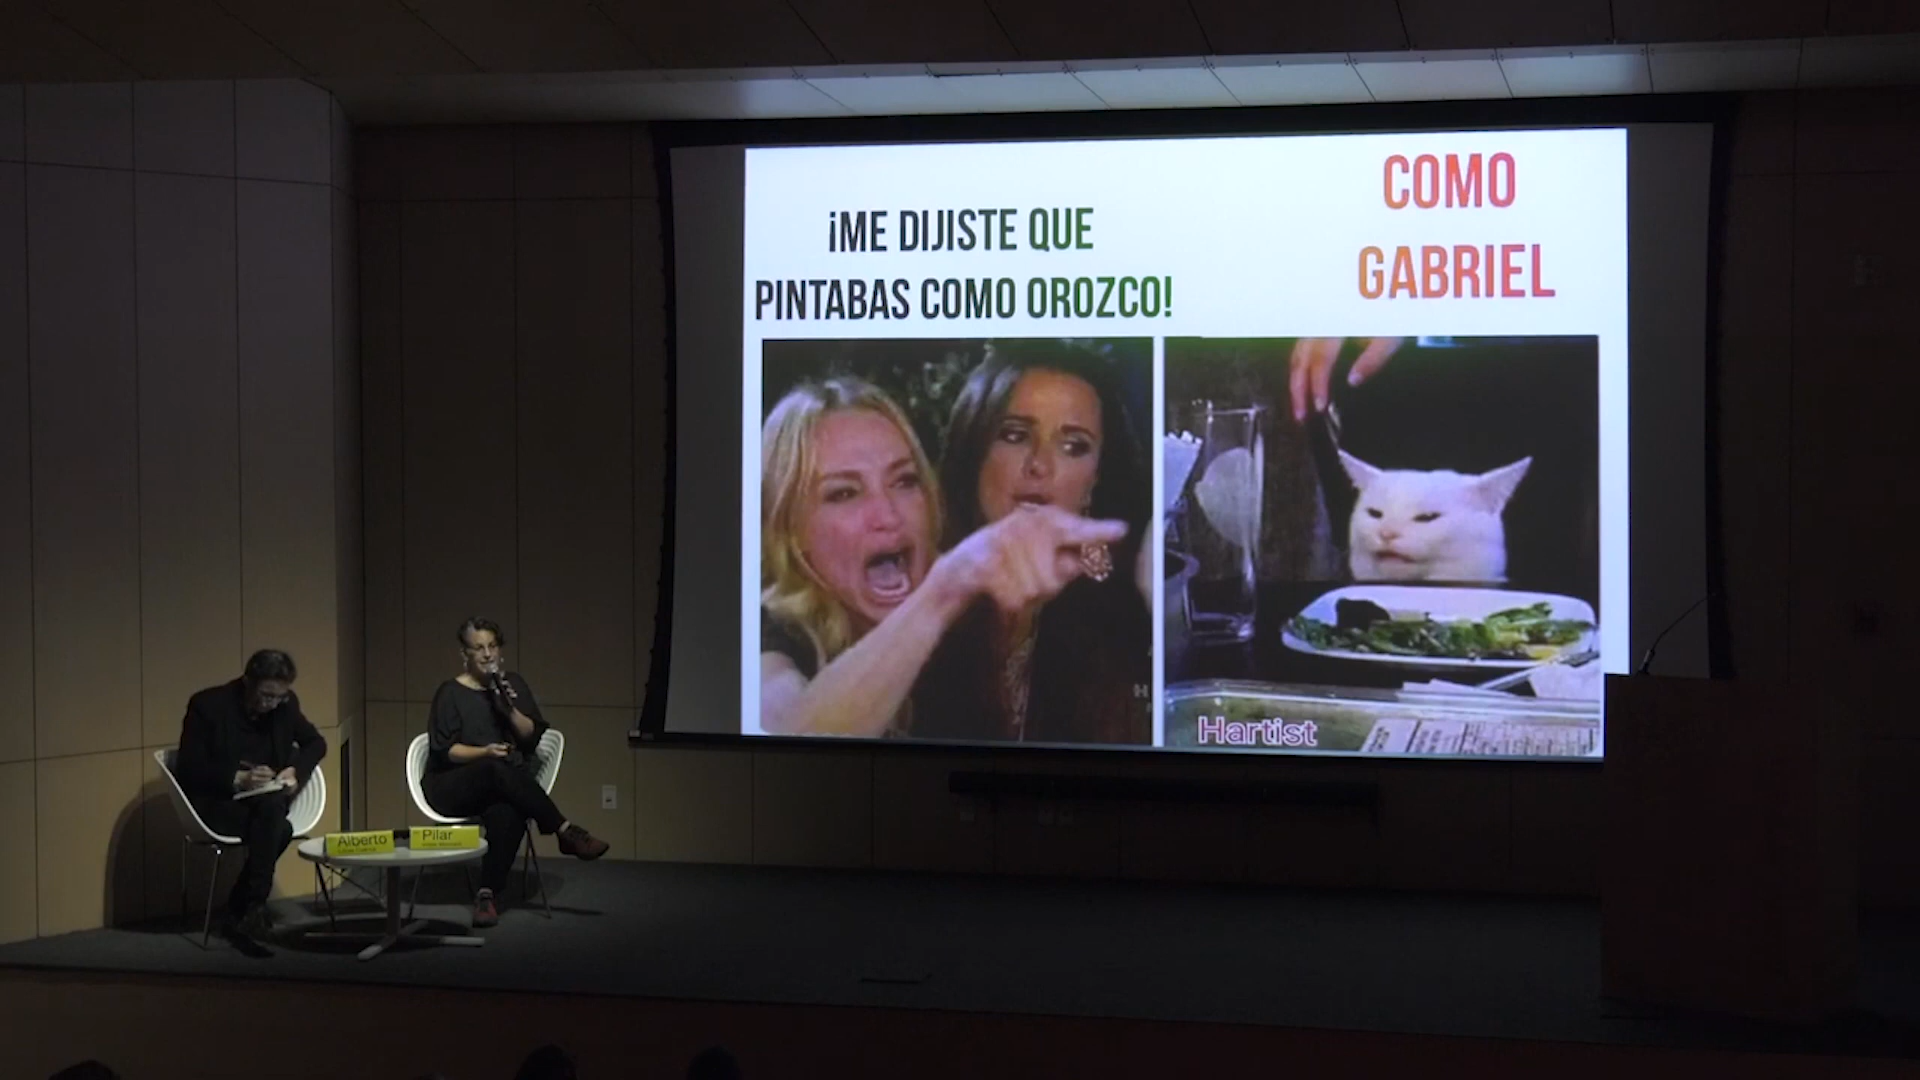 ¡ME DIJISTE QUE
PINTABAS COMO OROZCO!
COMO
GABRIEL
Hartist
Alberto
Pilar